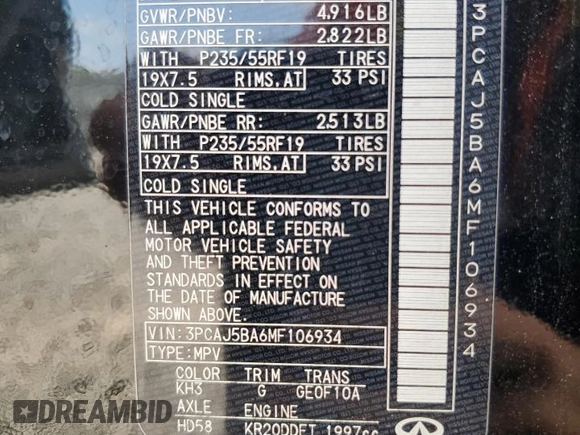 GVWR/PNBV: 4.916LB
GAWR/PNBE FR: 2.822LB
WITH P235/55RF19 TIRES
19X7.5 RIMS.AT 33 PSI
COLD SINGLE
GAWR/PNBE RR: 2.513LB
WITH P235/55RF19 TIRES
19X7.5 RIMS.AT 33 PSI
COLD SINGLE
THIS VEHICLE CONFORMS TO
ALL APPLICABLE FEDERAL
MOTOR VEHICLE SAFETY
AND THEFT PREVENTION
STANDARDS IN EFFECT ON
THE DATE OF MANUFACTURE
SHOWN ABOVE.
VIN:3PCAJ5BA6MF106934
TYPE:MPV
COLOR TRIM TRANS
KH3 G GE0F10A
AXLE ENGINE
HD58 KR20DDET 1997cc
3PCAJ5BA6MF106934
DREAMBID